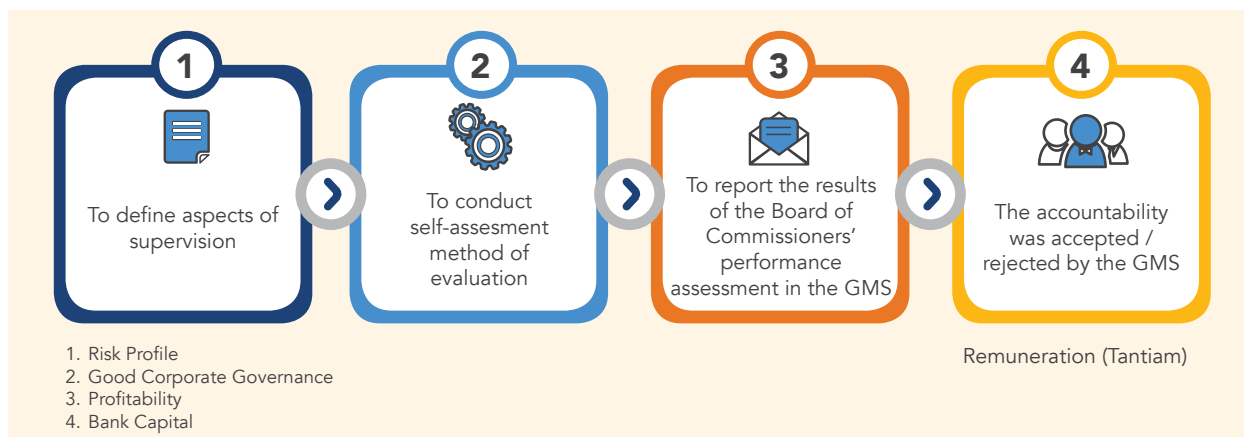 1
To define aspects of
supervision
1. Risk Profile
2. Good Corporate Governance
3. Profitability
4. Bank Capital
2
To conduct
self-assesment
method of
evaluation
3
To report the results
of the Board of
Commissioners’
performance
assessment in the GMS
4
The accountability
was accepted /
rejected by the GMS
Remuneration (Tantiam)